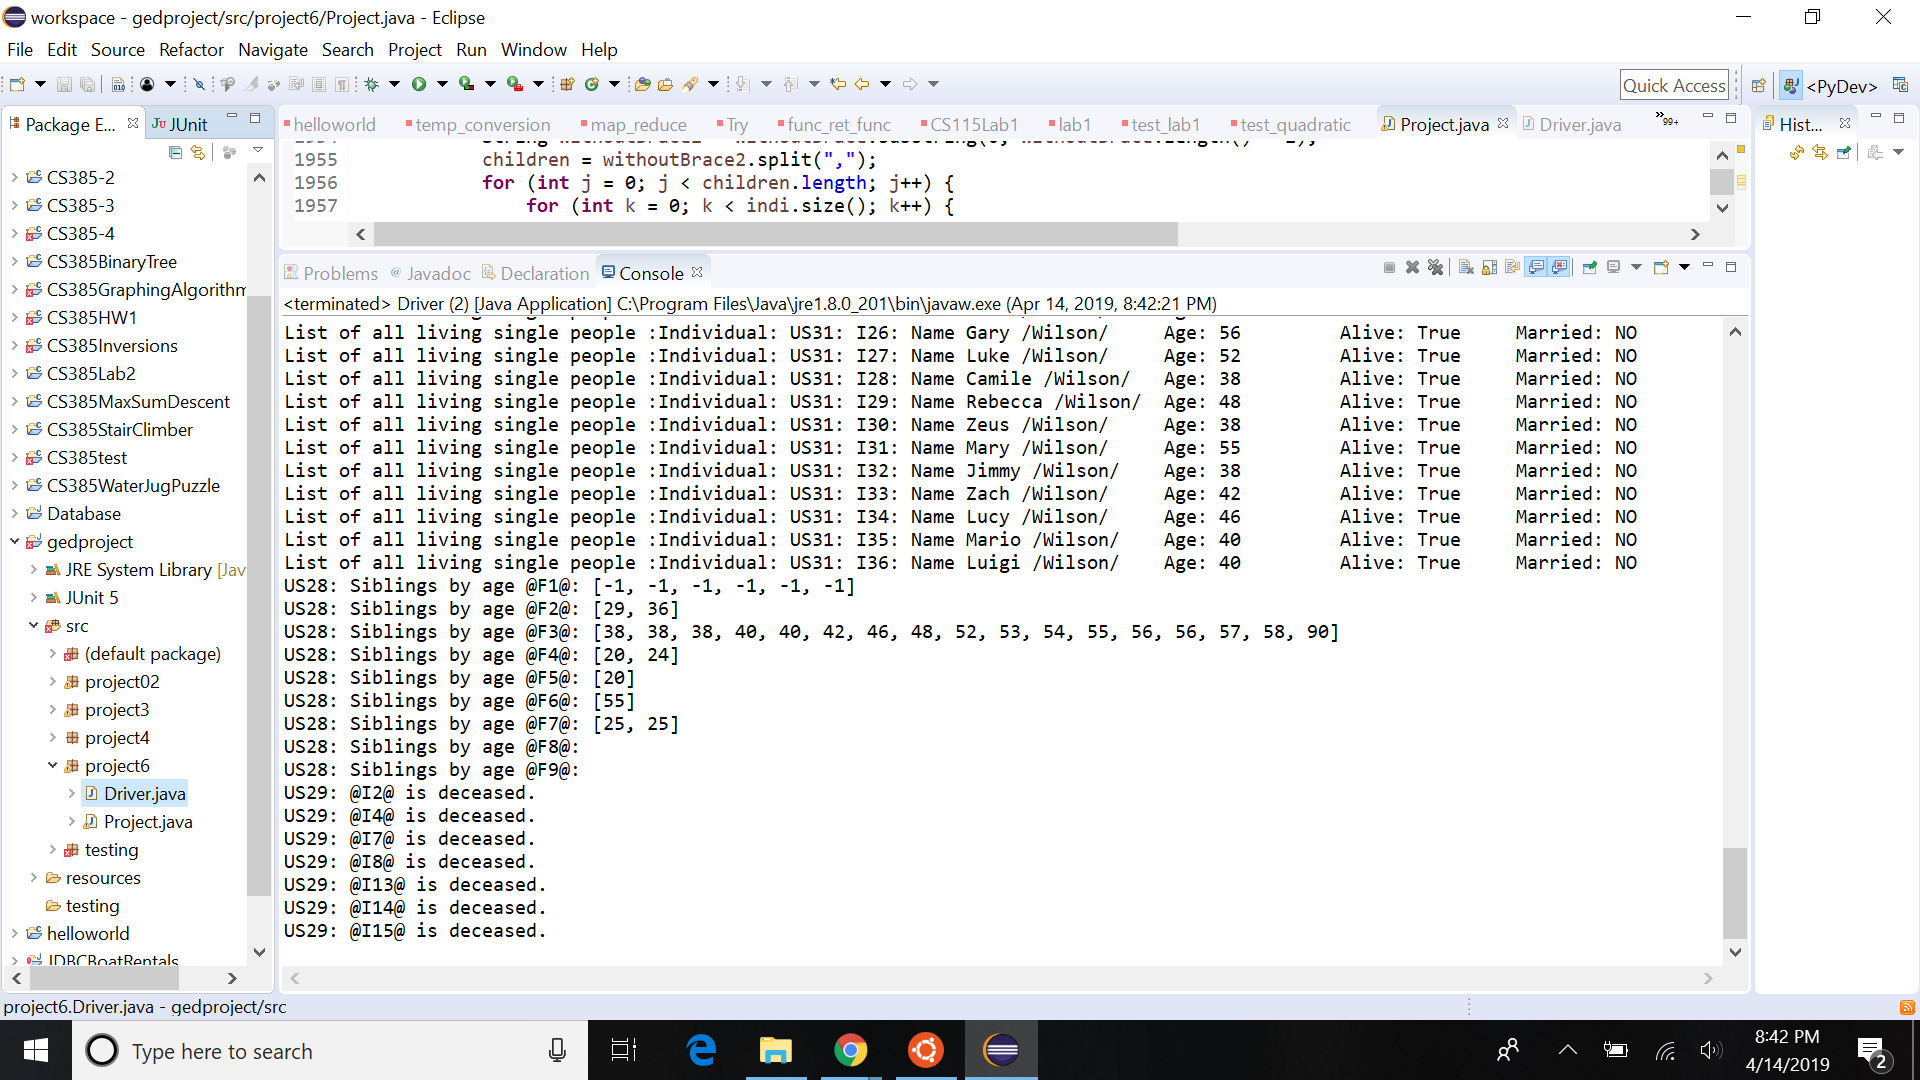 workspace - gedproject/src/project6/Project.java - Eclipse
File Edit Source Refactor Navigate Search Project Run Window Help
Quick Access
<PyDev>
Package E...
JUnit
CS385-2
CS385-3
CS385-4
CS385BinaryTree
CS385GraphingAlgorithm
CS385HW1
CS385Inversions
CS385Lab2
CS385MaxSumDescent
CS385StairClimber
CS385test
CS385WaterJugPuzzle
Database
gedproject
JRE System Library [Jav
JUnit 5
src
(default package)
project02
project3
project4
project6
Driver.java
Project.java
testing
resources
testing
helloworld
JDBCBoatRentals
helloworld temp_conversion map_reduce Try func_ret_func CS115Lab1 lab1 test_lab1 test_quadratic Project.java Driver.java 99+
1955 children = withoutBrace2.split(",");
1956 for (int j = 0; j < children.length; j++) {
1957 for (int k = 0; k < indi.size(); k++) {
Problems @ Javadoc Declaration Console
<terminated> Driver (2) [Java Application] C:\Program Files\Java\jre1.8.0_201\bin\javaw.exe (Apr 14, 2019, 8:42:21 PM)
List of all living single people :Individual: US31: I26: Name Gary /Wilson/ Age: 56 Alive: True Married: NO
List of all living single people :Individual: US31: I27: Name Luke /Wilson/ Age: 52 Alive: True Married: NO
List of all living single people :Individual: US31: I28: Name Camile /Wilson/ Age: 38 Alive: True Married: NO
List of all living single people :Individual: US31: I29: Name Rebecca /Wilson/ Age: 48 Alive: True Married: NO
List of all living single people :Individual: US31: I30: Name Zeus /Wilson/ Age: 38 Alive: True Married: NO
List of all living single people :Individual: US31: I31: Name Mary /Wilson/ Age: 55 Alive: True Married: NO
List of all living single people :Individual: US31: I32: Name Jimmy /Wilson/ Age: 38 Alive: True Married: NO
List of all living single people :Individual: US31: I33: Name Zach /Wilson/ Age: 42 Alive: True Married: NO
List of all living single people :Individual: US31: I34: Name Lucy /Wilson/ Age: 46 Alive: True Married: NO
List of all living single people :Individual: US31: I35: Name Mario /Wilson/ Age: 40 Alive: True Married: NO
List of all living single people :Individual: US31: I36: Name Luigi /Wilson/ Age: 40 Alive: True Married: NO
US28: Siblings by age @F1@: [-1, -1, -1, -1, -1, -1]
US28: Siblings by age @F2@: [29, 36]
US28: Siblings by age @F3@: [38, 38, 38, 40, 40, 42, 46, 48, 52, 53, 54, 55, 56, 56, 57, 58, 90]
US28: Siblings by age @F4@: [20, 24]
US28: Siblings by age @F5@: [20]
US28: Siblings by age @F6@: [55]
US28: Siblings by age @F7@: [25, 25]
US28: Siblings by age @F8@:
US28: Siblings by age @F9@:
US29: @I2@ is deceased.
US29: @I4@ is deceased.
US29: @I7@ is deceased.
US29: @I8@ is deceased.
US29: @I13@ is deceased.
US29: @I14@ is deceased.
US29: @I15@ is deceased.
Hist...
project6.Driver.java - gedproject/src
Type here to search
8:42 PM
4/14/2019
2